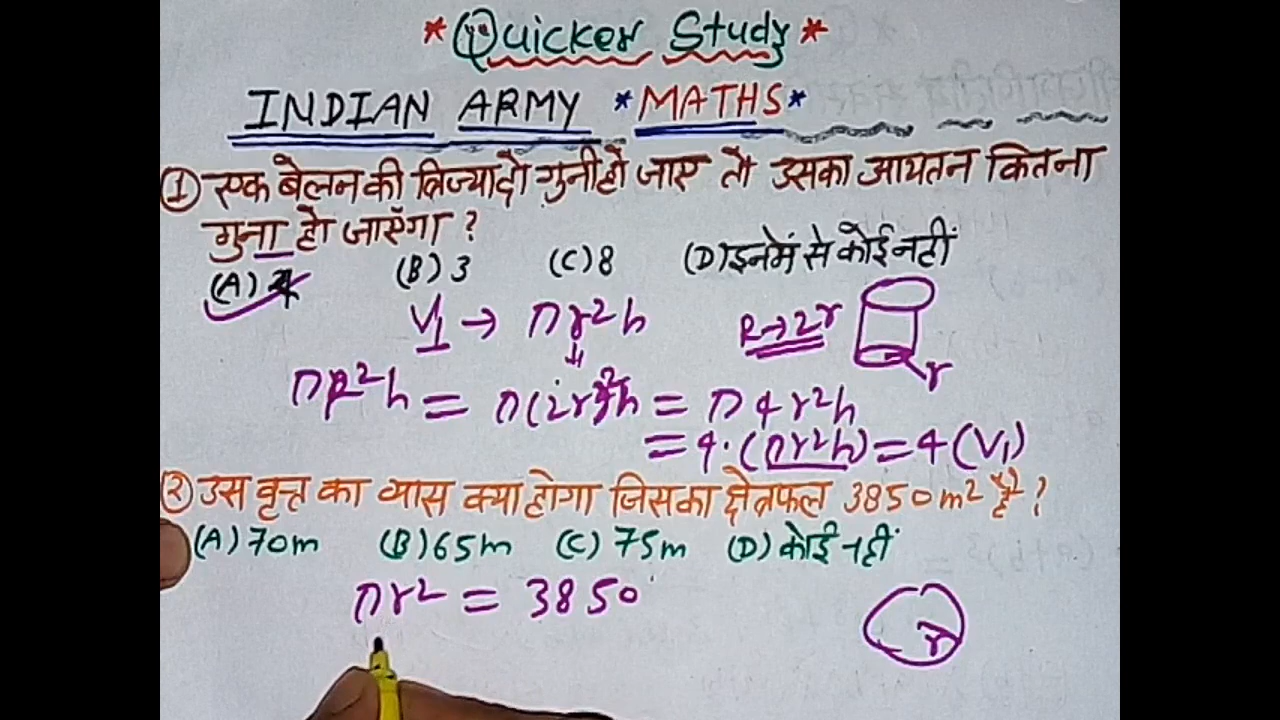 * Quicker Study *
INDIAN ARMY *MATHS*
① एक बेलन की त्रिज्या दो गुनी हो जाए तो उसका आयतन कितना
गुना हो जाएँगा ?
(A) 4 (B) 3 (C) 8 (D) इनमें से कोई नहीं
V₁ → πr²h R→2r
r
πR²h = π(2r)²h = π4r²h
= 4·(πr²h) = 4(V₁)
② उस वृत्त का व्यास क्या होगा जिसका क्षेत्रफल 3850m² है ?
(A) 70m (B) 65m (C) 75m (D) कोई नहीं
πr² = 3850
r